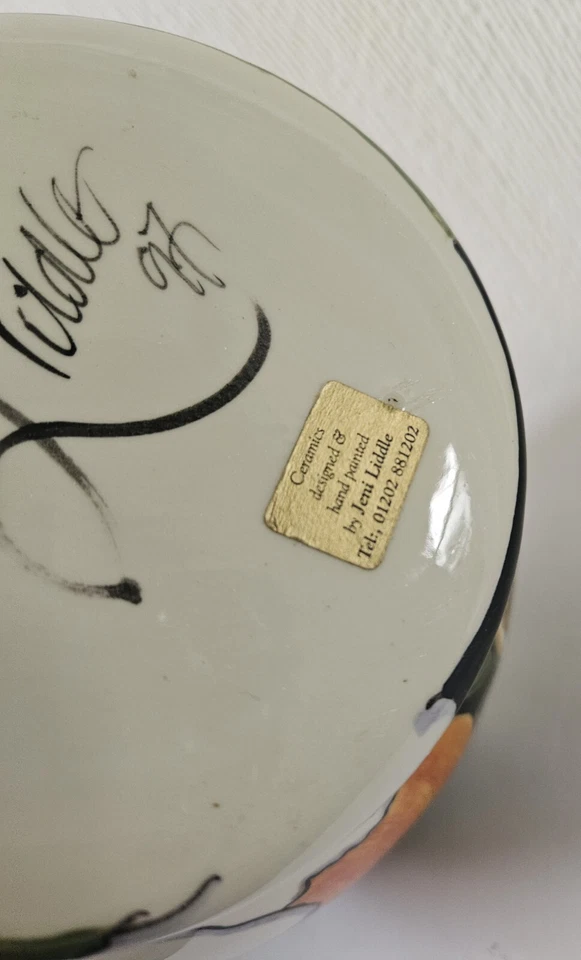 Liddle
97
Ceramics
designed &
hand painted
by Jeni Liddle
Tel:, 01202 881202